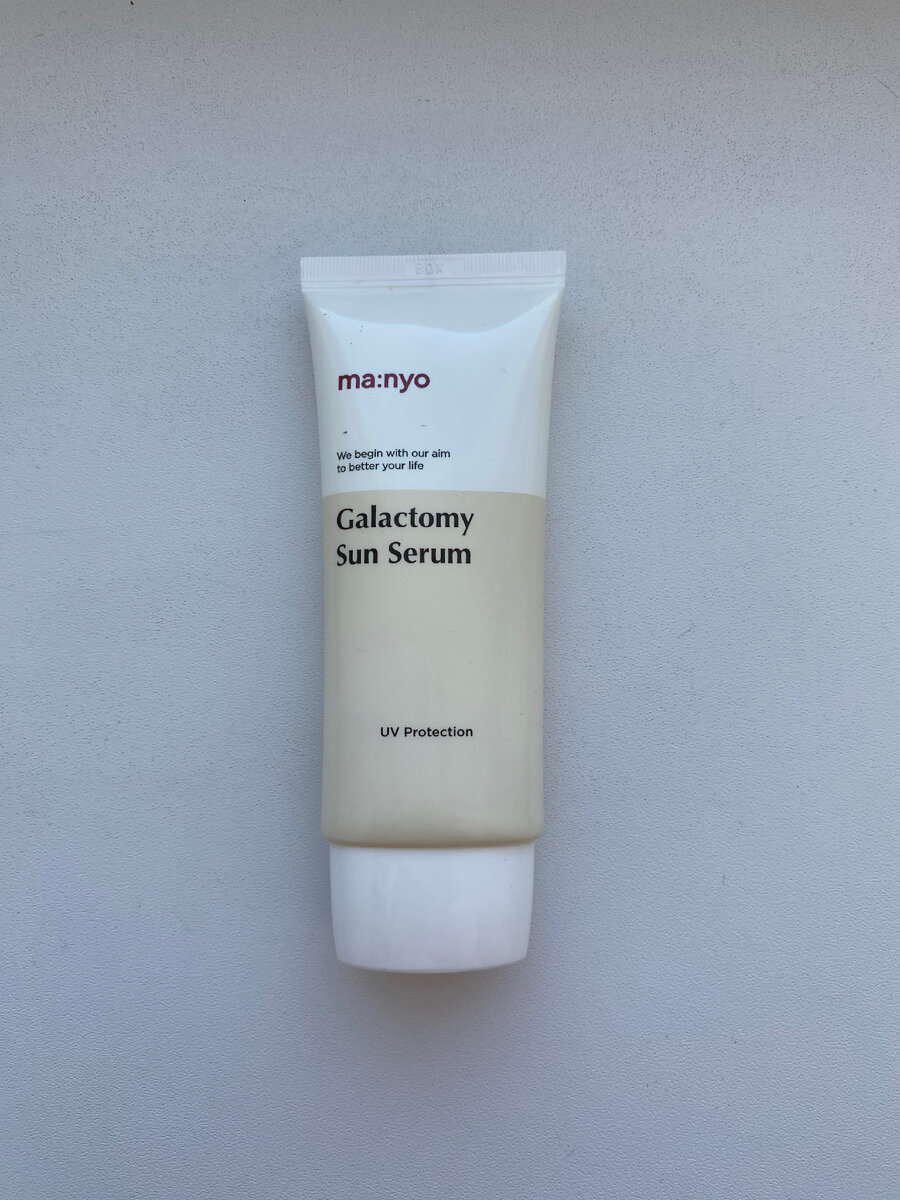 ma:nyo
We begin with our aim
to better your life
Galactomy
Sun Serum
UV Protection